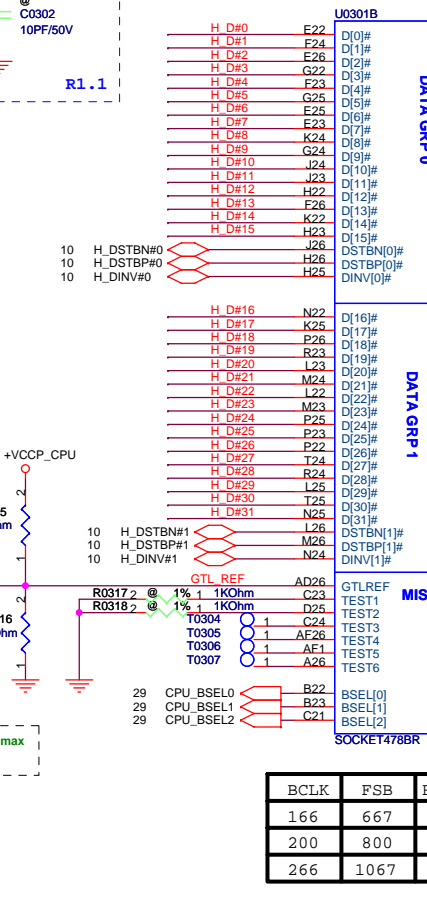 @
C0302
10PF/50V
R1.1
U0301B
H_D#0 E22 D[0]#
H_D#1 F24 D[1]#
H_D#2 E26 D[2]#
H_D#3 G22 D[3]#
H_D#4 F23 D[4]#
H_D#5 G25 D[5]#
H_D#6 E25 D[6]#
H_D#7 E23 D[7]#
H_D#8 K24 D[8]#
H_D#9 G24 D[9]#
H_D#10 J24 D[10]#
H_D#11 J23 D[11]#
H_D#12 H22 D[12]#
H_D#13 F26 D[13]#
H_D#14 K22 D[14]#
H_D#15 H23 D[15]#
10 H_DSTBN#0 J26 DSTBN[0]#
10 H_DSTBP#0 H26 DSTBP[0]#
10 H_DINV#0 H25 DINV[0]#
DATA GRP 0
H_D#16 N22 D[16]#
H_D#17 K25 D[17]#
H_D#18 P26 D[18]#
H_D#19 R23 D[19]#
H_D#20 L23 D[20]#
H_D#21 M24 D[21]#
H_D#22 L22 D[22]#
H_D#23 M23 D[23]#
H_D#24 P25 D[24]#
H_D#25 P23 D[25]#
H_D#26 P22 D[26]#
H_D#27 T24 D[27]#
H_D#28 R24 D[28]#
H_D#29 L25 D[29]#
H_D#30 T25 D[30]#
H_D#31 N25 D[31]#
10 H_DSTBN#1 L26 DSTBN[1]#
10 H_DSTBP#1 M26 DSTBP[1]#
10 H_DINV#1 N24 DINV[1]#
DATA GRP 1
+VCCP_CPU
2
5
1
2
16
1
GTL_REF AD26 GTLREF
R0317 2 @ 1% 1 1KOhm C23 TEST1
R0318 2 @ 1% 1 1KOhm D25 TEST2
T0304 1 C24 TEST3
T0305 1 AF26 TEST4
T0306 1 AF1 TEST5
T0307 1 A26 TEST6
MIS
29 CPU_BSEL0 B22 BSEL[0]
29 CPU_BSEL1 B23 BSEL[1]
29 CPU_BSEL2 C21 BSEL[2]
SOCKET478BR
max
BCLK FSB
166 667
200 800
266 1067